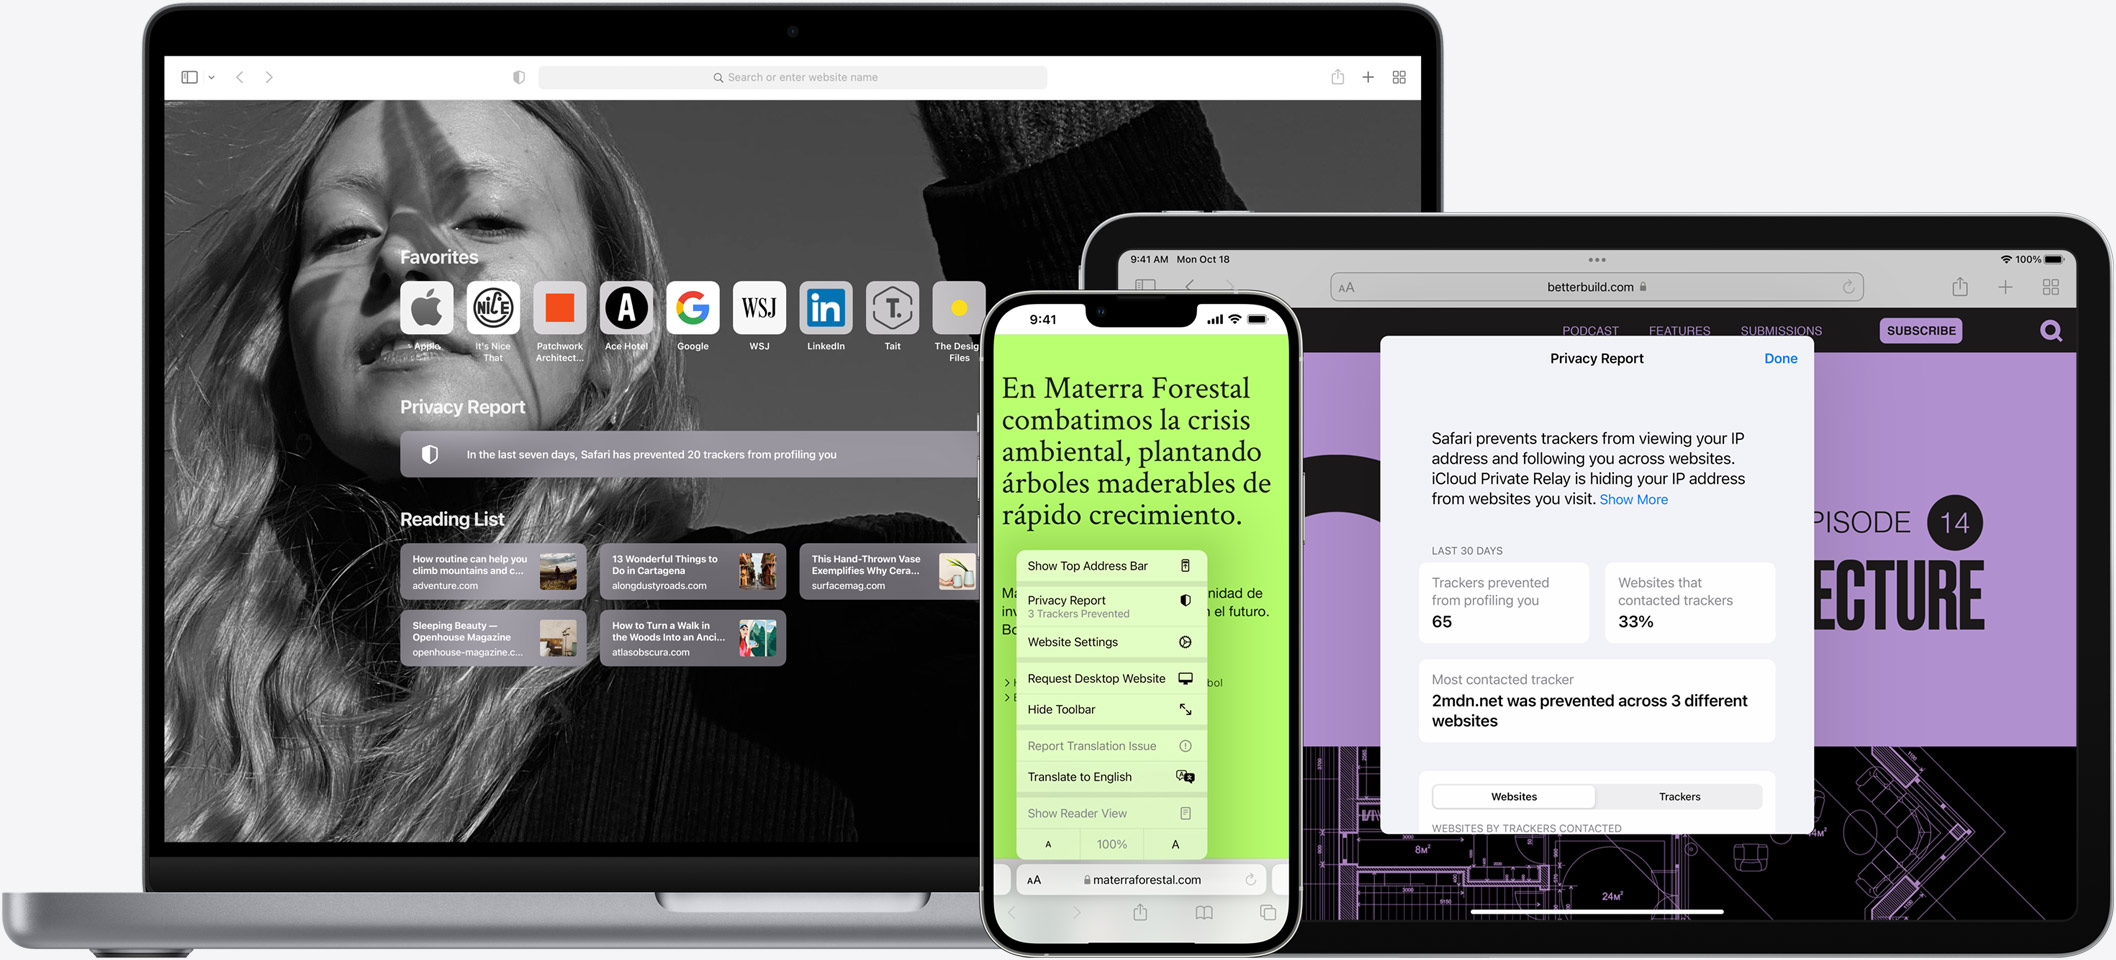 Search or enter website name
Favorites
NiCE
A
WSJ
in
T.
Apple
It's Nice
That
Patchwork
Architect...
Ace Hotel
Google
WSJ
LinkedIn
Tait
The Desig
Files
Privacy Report
In the last seven days, Safari has prevented 20 trackers from profiling you
Reading List
How routine can help you
climb mountains and c...
adventure.com
13 Wonderful Things to
Do in Cartagena
alongdustyroads.com
This Hand-Thrown Vase
Exemplifies Why Cera...
surfacemag.com
Sleeping Beauty —
Openhouse Magazine
openhouse-magazine.c...
How to Turn a Walk in
the Woods Into an Anci...
atlasobscura.com
9:41
En Materra Forestal
combatimos la crisis
ambiental, plantando
árboles maderables de
rápido crecimiento.
nidad de
el futuro.
Show Top Address Bar
Privacy Report
3 Trackers Prevented
Website Settings
Request Desktop Website
Hide Toolbar
Report Translation Issue
Translate to English
Show Reader View
A 100% A
AA materraforestal.com
9:41 AM Mon Oct 18
100%
AA betterbuild.com
PODCAST FEATURES SUBMISSIONS SUBSCRIBE
PISODE 14
ECTURE
Privacy Report
Done
Safari prevents trackers from viewing your IP
address and following you across websites.
iCloud Private Relay is hiding your IP address
from websites you visit. Show More
LAST 30 DAYS
Trackers prevented
from profiling you
65
Websites that
contacted trackers
33%
Most contacted tracker
2mdn.net was prevented across 3 different
websites
Websites
Trackers
WEBSITES BY TRACKERS CONTACTED
8м²
24м²